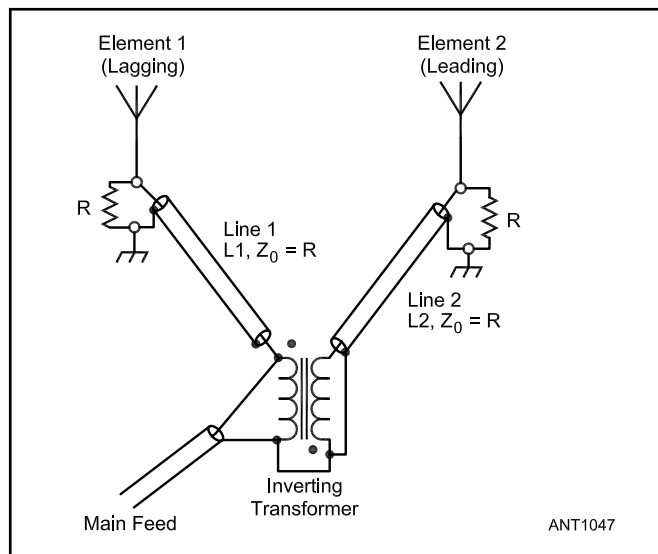 Element 1
(Lagging)
Element 2
(Leading)
R
Line 1
L1, Z₀ = R
R
Line 2
L2, Z₀ = R
Inverting
Transformer
Main Feed
ANT1047